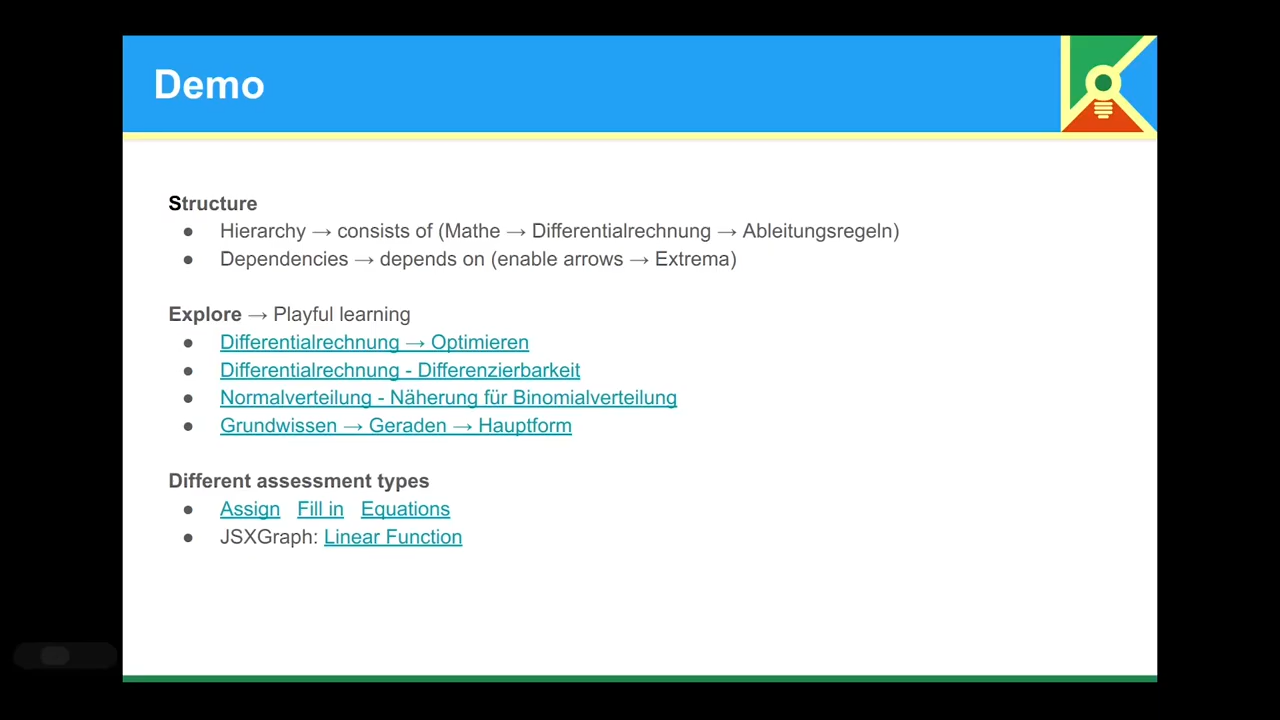 Demo
Structure
● Hierarchy → consists of (Mathe → Differentialrechnung → Ableitungsregeln)
● Dependencies → depends on (enable arrows → Extrema)
Explore → Playful learning
● Differentialrechnung → Optimieren
● Differentialrechnung - Differenzierbarkeit
● Normalverteilung - Näherung für Binomialverteilung
● Grundwissen → Geraden → Hauptform
Different assessment types
● Assign Fill in Equations
● JSXGraph: Linear Function